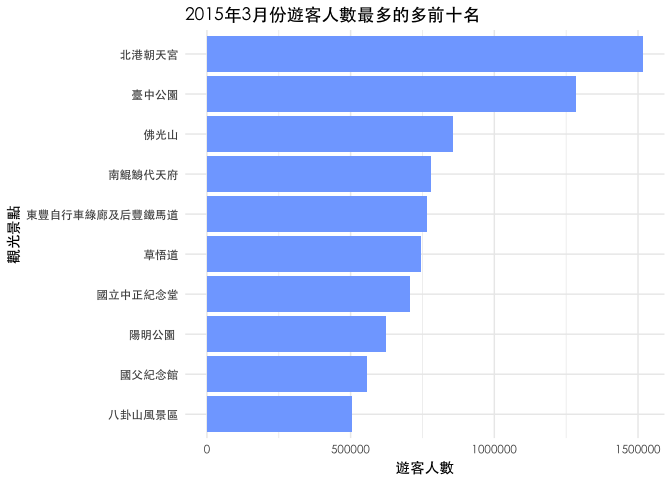 2015年3月份遊客人數最多的多前十名
北港朝天宮
臺中公園
佛光山
南鯤鯓代天府
東豐自行車綠廊及后豐鐵馬道
草悟道
國立中正紀念堂
陽明公園
國父紀念館
八卦山風景區
觀光景點
0 500000 1000000 1500000
遊客人數